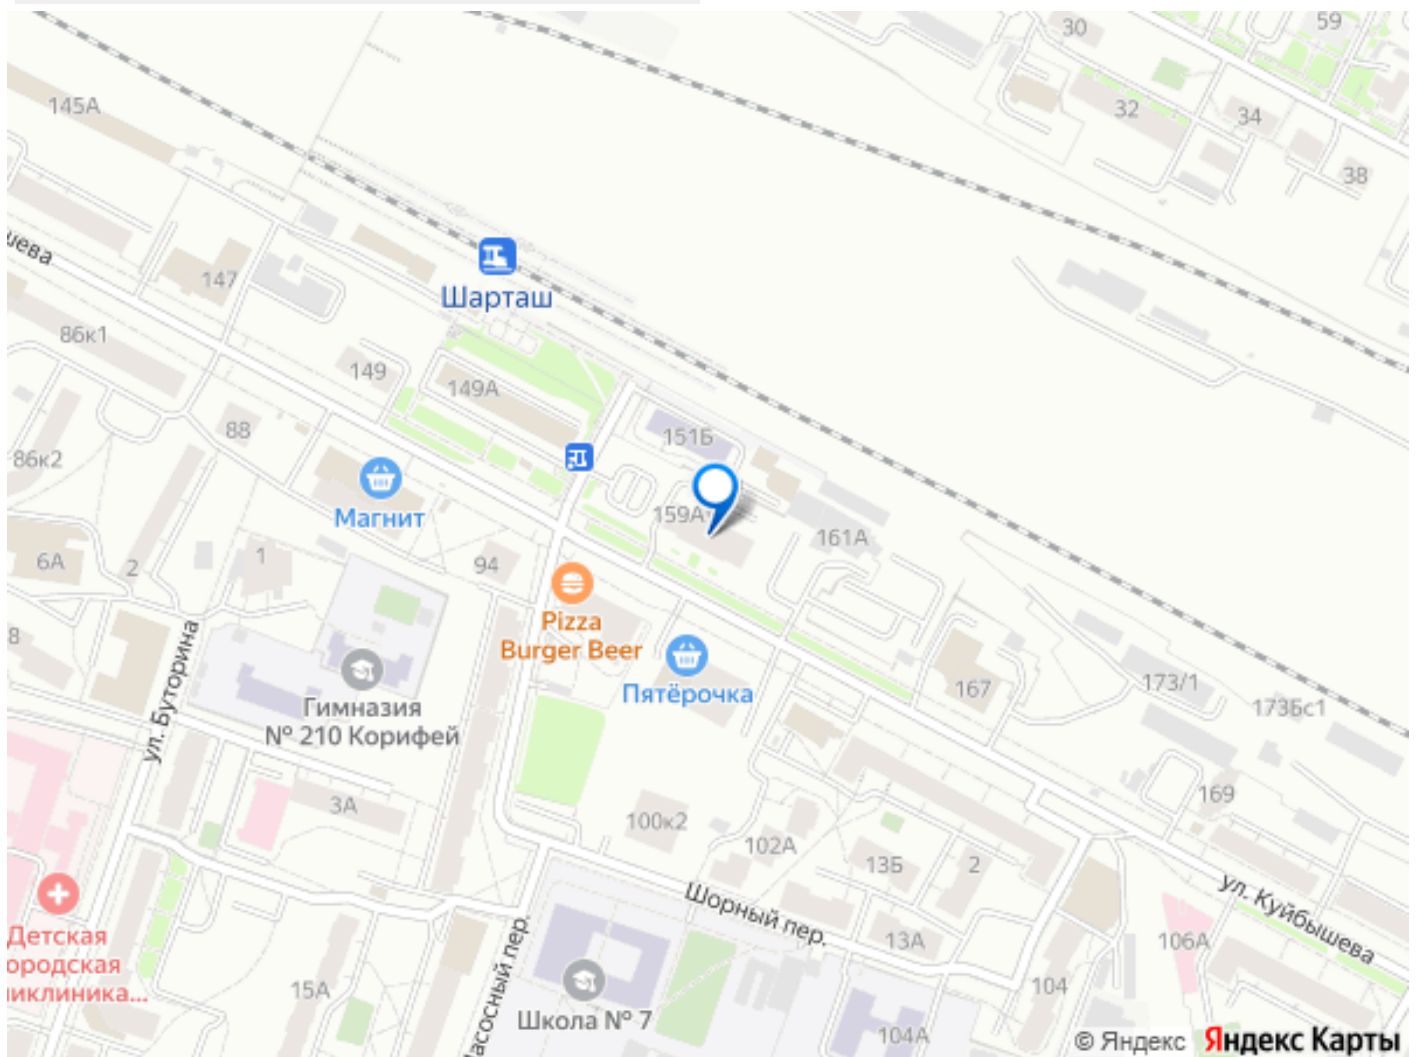 30
59
145А
32
34
38
шева
147
Шарташ
86к1
149
149А
88
151Б
86к2
Магнит
159А
161А
6А
2
1
94
Pizza
Burger Beer
8
ул. Буторина
Пятёрочка
167
173/1
173Бс1
Гимназия
№ 210 Корифей
3А
100к2
169
102А
13Б
2
ул. Куйбышева
Шорный пер.
Детская
ородская
иклиника...
13А
106А
15А
асосный пер.
104
Школа № 7
104А
© Яндекс Яндекс Карты